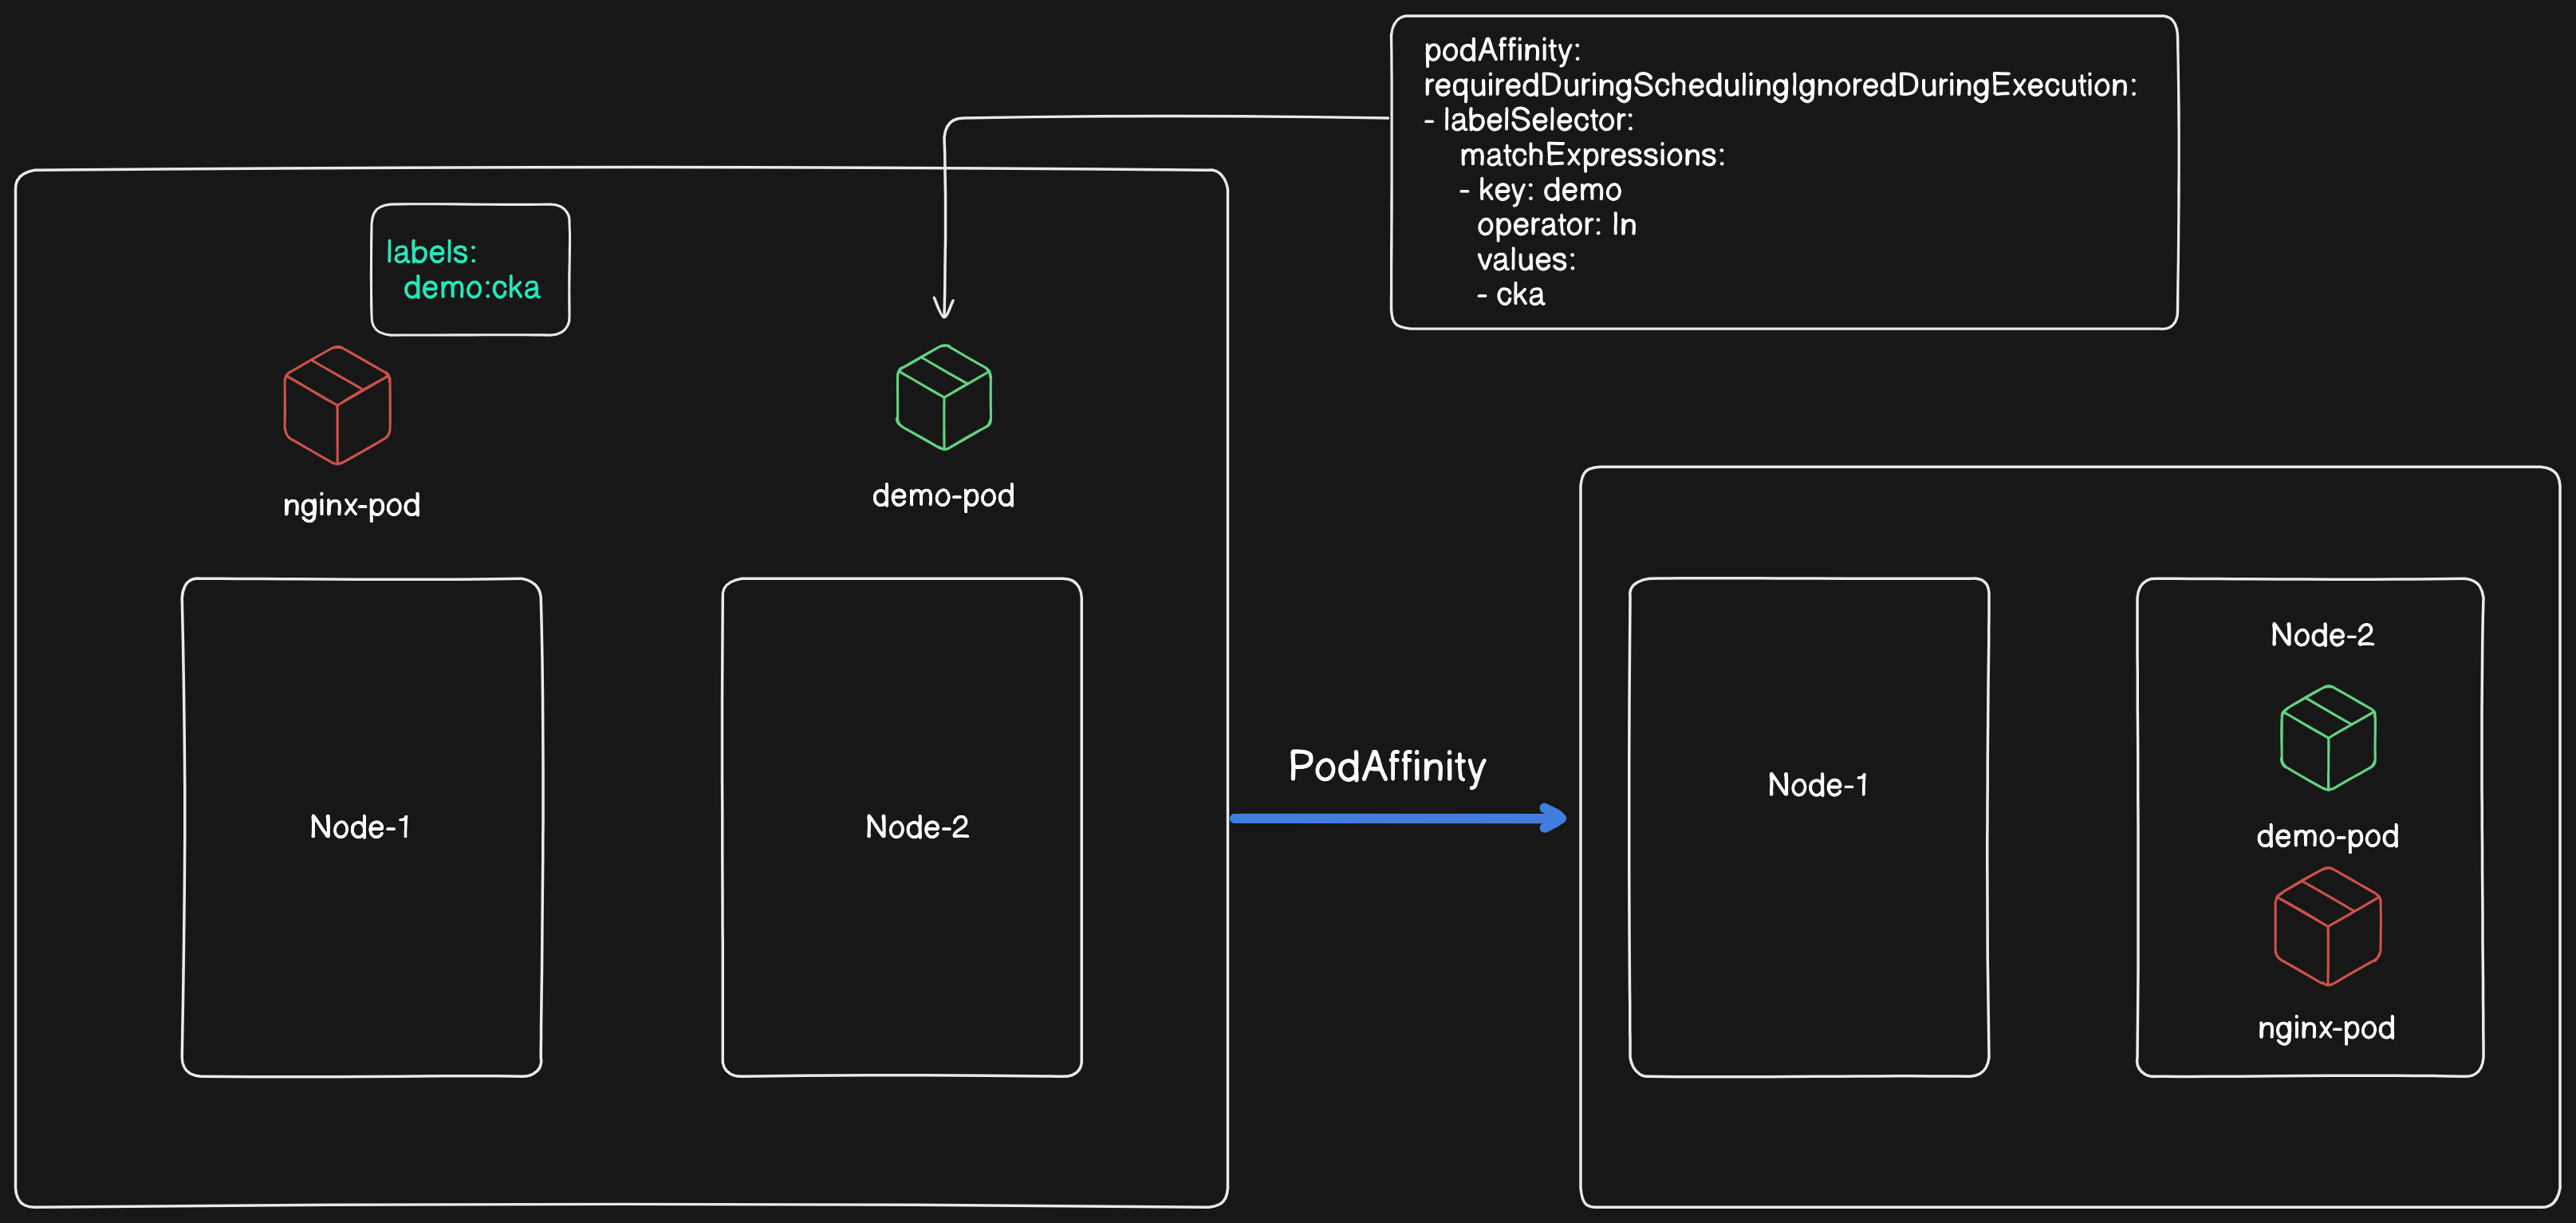 podAffinity:
requiredDuringSchedulingIgnoredDuringExecution:
- labelSelector:
matchExpressions:
- key: demo
operator: In
values:
- cka
labels:
demo:cka
nginx-pod
demo-pod
Node-1
Node-2
PodAffinity
Node-1
Node-2
demo-pod
nginx-pod